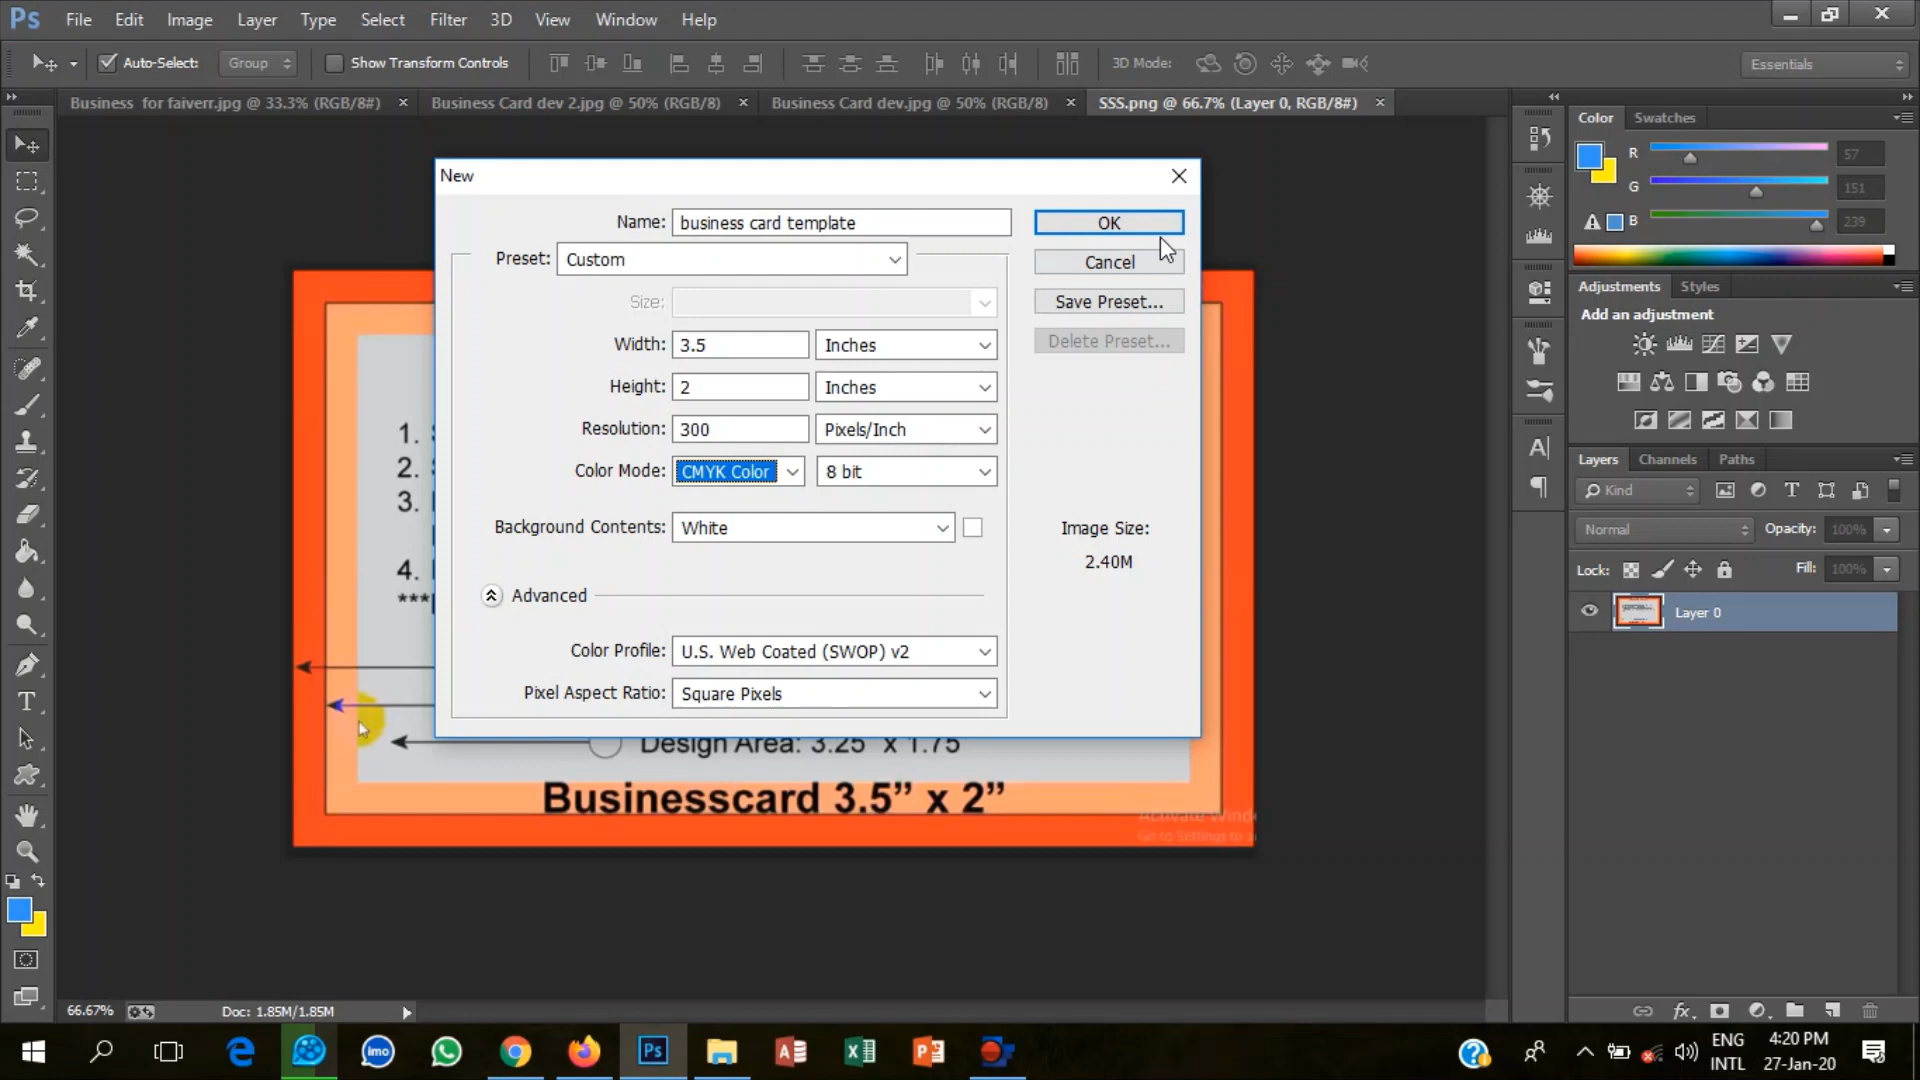 Ps File Edit Image Layer Type Select Filter 3D View Window Help
Auto-Select: Group Show Transform Controls 3D Mode: Essentials
Business for faiverr.jpg @ 33.3% (RGB/8#) × Business Card dev 2.jpg @ 50% (RGB/8) × Business Card dev.jpg @ 50% (RGB/8) × SSS.png @ 66.7% (Layer 0, RGB/8#) ×
Color Swatches
R 57
G 151
B 239
Adjustments Styles
Add an adjustment
Layers Channels Paths
Kind
Normal Opacity: 100%
Lock: Fill: 100%
Layer 0
New
Name: business card template
OK
Preset: Custom
Cancel
Size:
Save Preset...
Width: 3.5 Inches
Delete Preset...
Height: 2 Inches
Resolution: 300 Pixels/Inch
Color Mode: CMYK Color 8 bit
Background Contents: White
Image Size:
2.40M
Advanced
Color Profile: U.S. Web Coated (SWOP) v2
Pixel Aspect Ratio: Square Pixels
1.
2.
3.
4.
***
Design Area: 3.25 x 1.75
Businesscard 3.5” x 2”
Activate Windo
Go to Settings to a
66.67% Doc: 1.85M/1.85M
imo
Ps
ENG
INTL
4:20 PM
27-Jan-20